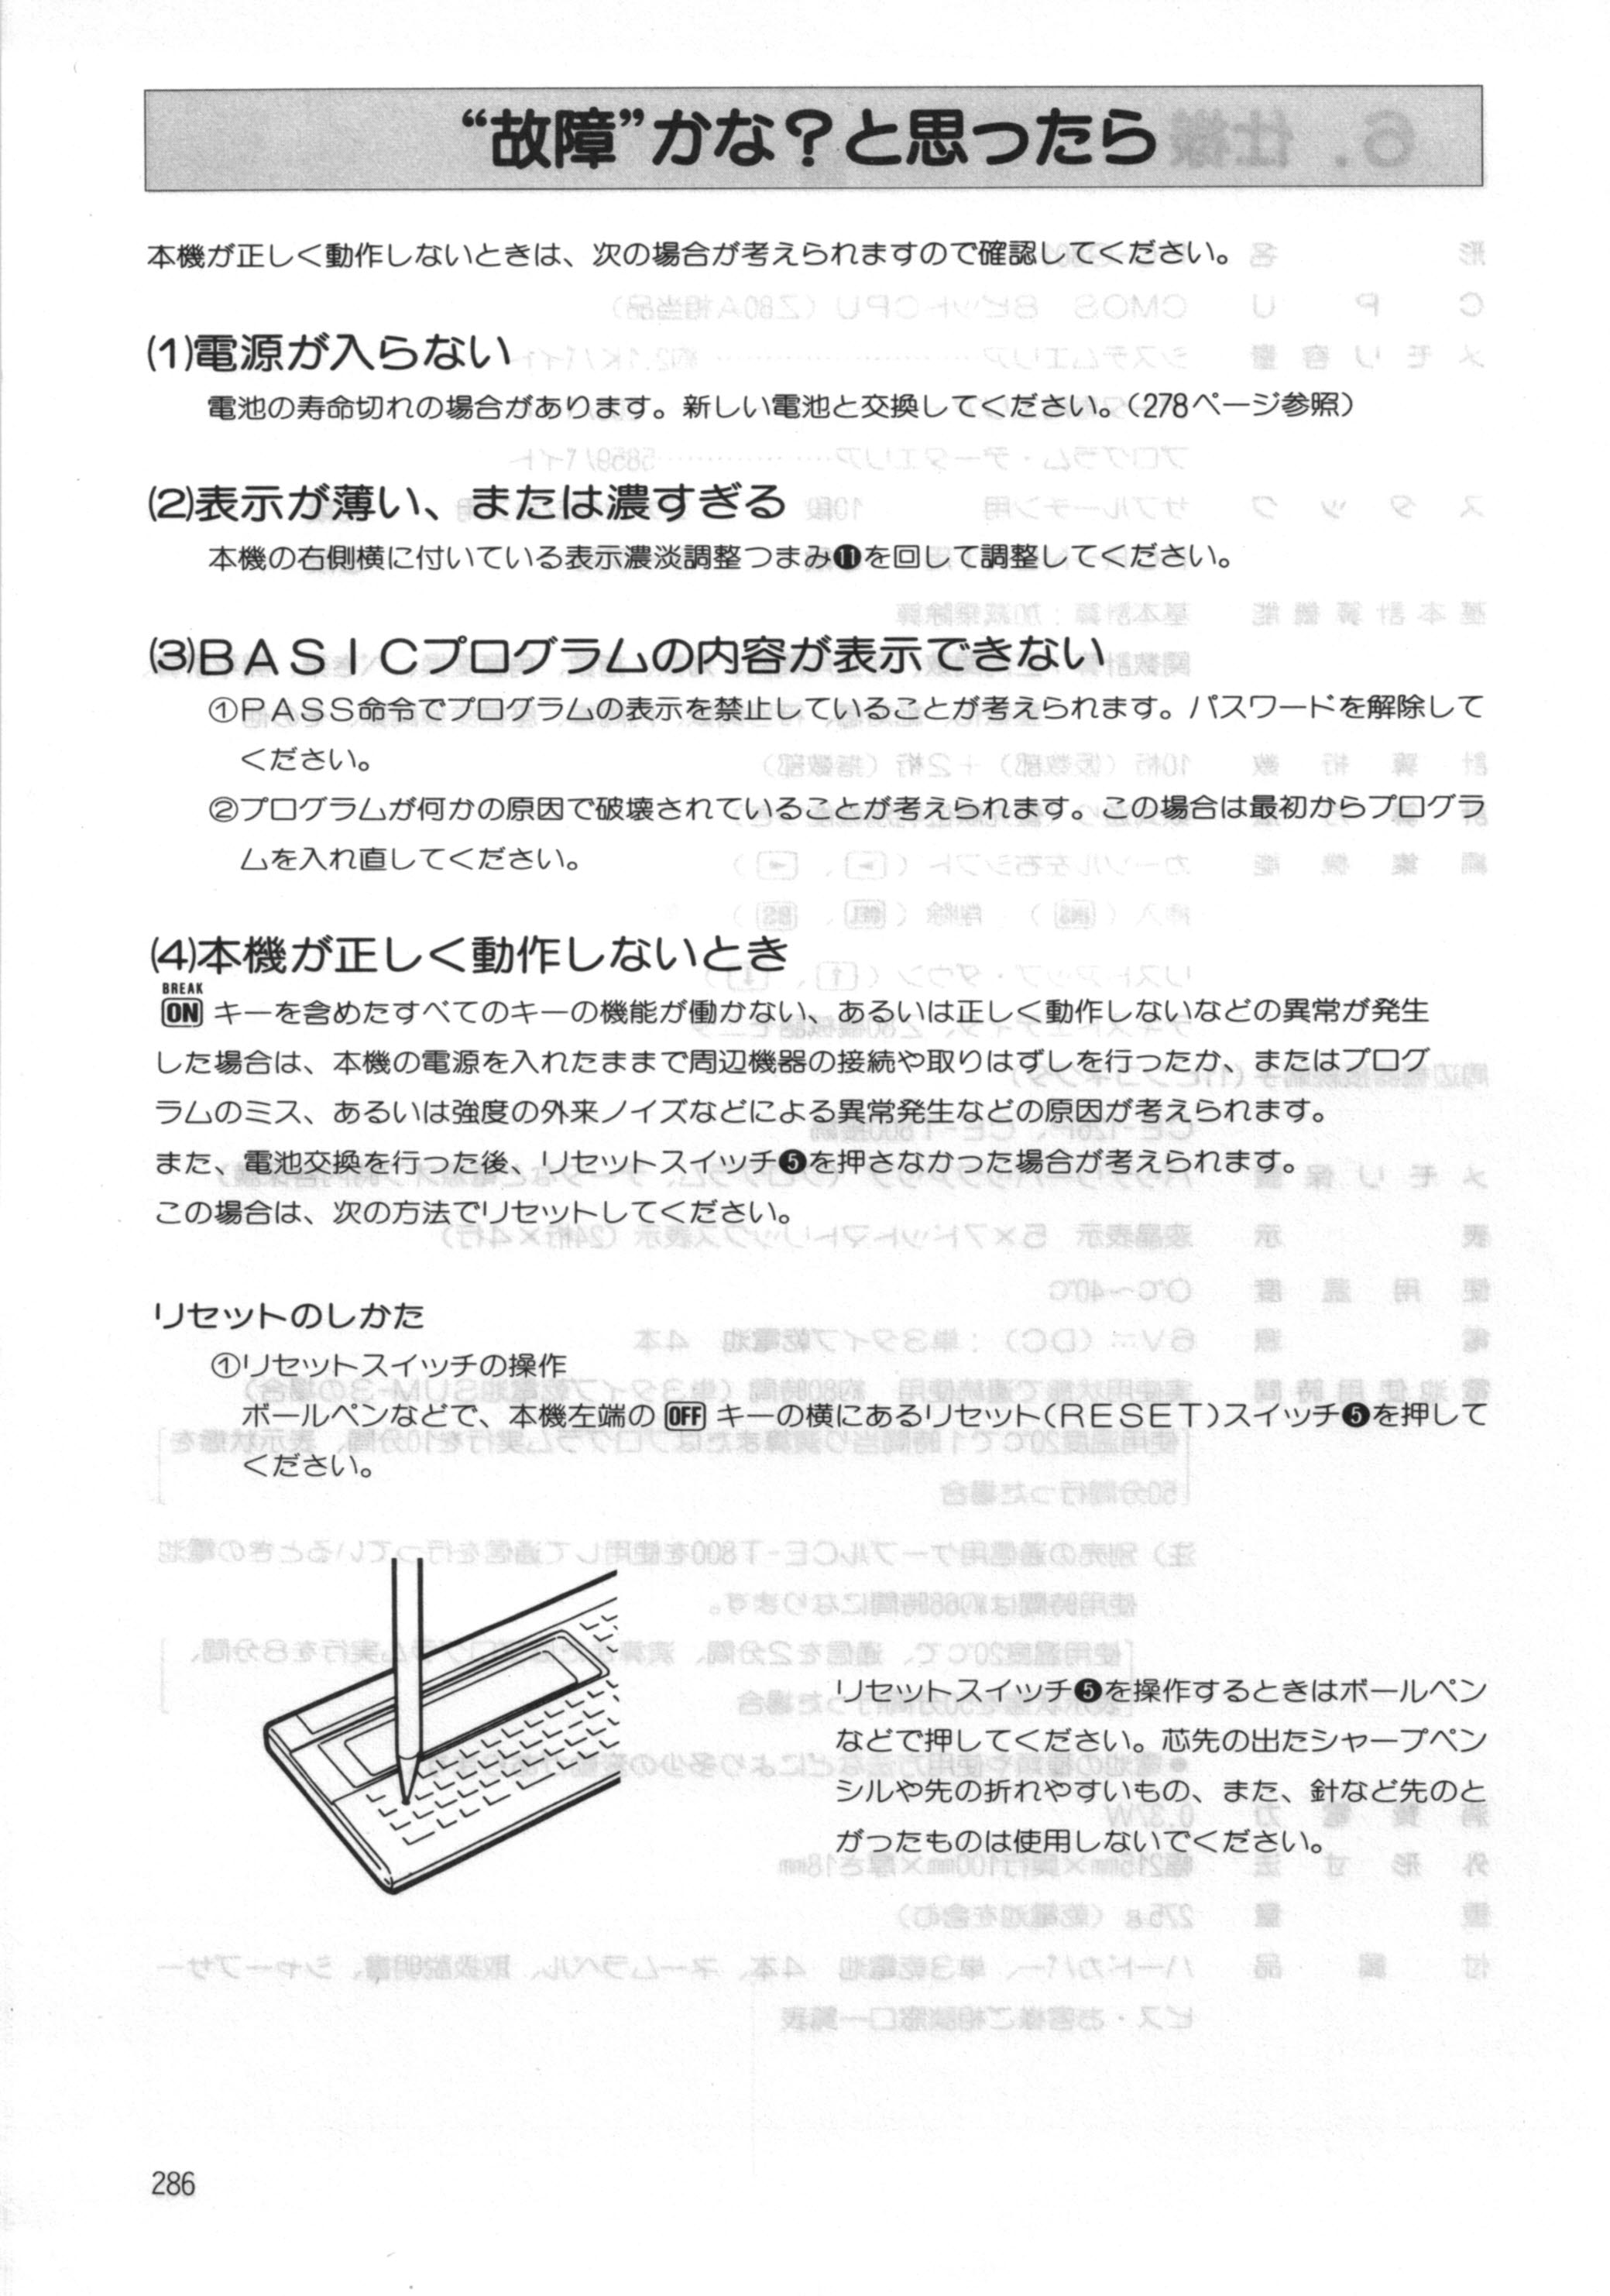 “故障”かな？と思ったら
本機が正しく動作しないときは、次の場合が考えられますので確認してください。
(1)電源が入らない
電池の寿命切れの場合があります。新しい電池と交換してください。（278ページ参照）
(2)表示が薄い、または濃すぎる
本機の右側横に付いている表示濃淡調整つまみ⓫を回して調整してください。
(3)ＢＡＳＩＣプログラムの内容が表示できない
①ＰＡＳＳ命令でプログラムの表示を禁止していることが考えられます。パスワードを解除して
ください。
②プログラムが何かの原因で破壊されていることが考えられます。この場合は最初からプログラ
ムを入れ直してください。
(4)本機が正しく動作しないとき
BREAK
ON キーを含めたすべてのキーの機能が働かない、あるいは正しく動作しないなどの異常が発生
した場合は、本機の電源を入れたままで周辺機器の接続や取りはずしを行ったか、またはプログ
ラムのミス、あるいは強度の外来ノイズなどによる異常発生などの原因が考えられます。
また、電池交換を行った後、リセットスイッチ❺を押さなかった場合が考えられます。
この場合は、次の方法でリセットしてください。
リセットのしかた
①リセットスイッチの操作
ボールペンなどで、本機左端の OFF キーの横にあるリセット（ＲＥＳＥＴ）スイッチ❺を押して
ください。
リセットスイッチ❺を操作するときはボールペン
などで押してください。芯先の出たシャープペン
シルや先の折れやすいもの、また、針など先のと
がったものは使用しないでください。
286